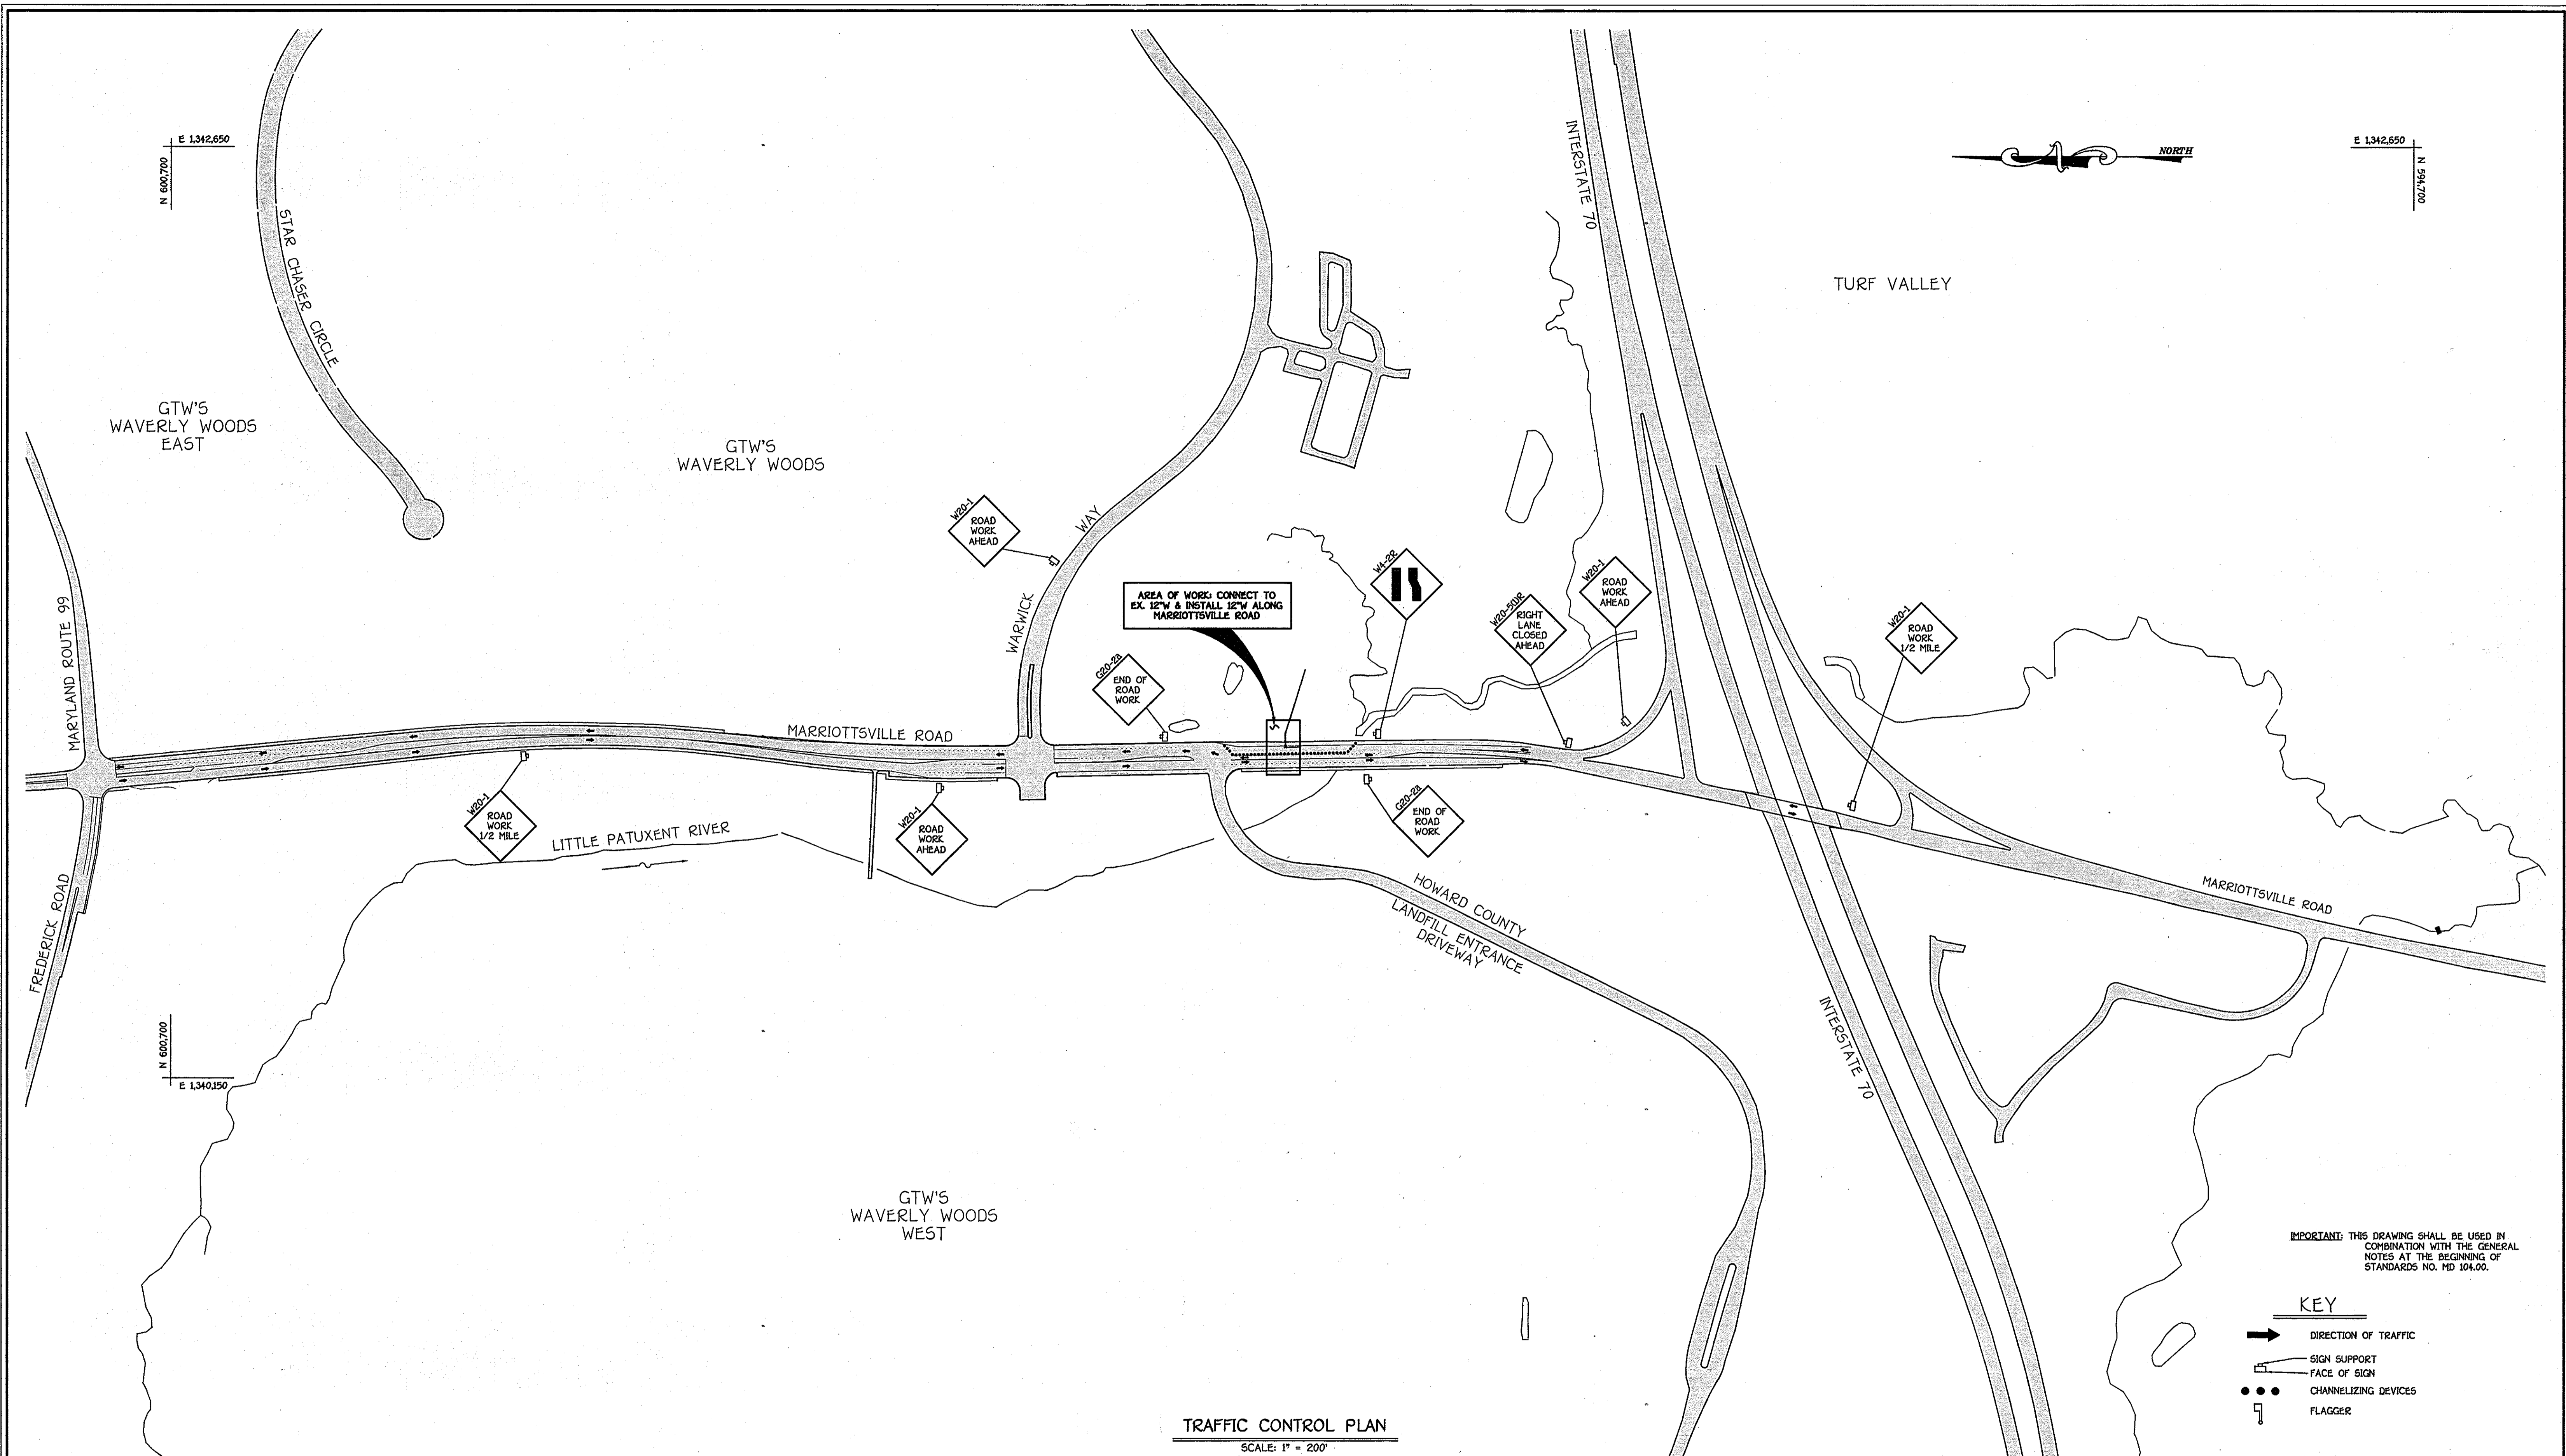 E 1,342,650
N 600,700
STAR CHASER CIRCLE
INTERSTATE 70
NORTH
E 1,342,650
N 594,700
TURF VALLEY
GTW'S
WAVERLY WOODS
EAST
GTW'S
WAVERLY WOODS
W20-1
ROAD
WORK
AHEAD
WARWICK WAY
AREA OF WORK: CONNECT TO
EX. 12"W & INSTALL 12"W ALONG
MARRIOTTSVILLE ROAD
W4-2R
W20-5(1)R
RIGHT
LANE
CLOSED
AHEAD
W20-1
ROAD
WORK
AHEAD
W20-1
ROAD
WORK
1/2 MILE
MARYLAND ROUTE 99
G20-2a
END OF
ROAD
WORK
MARRIOTTSVILLE ROAD
W20-1
ROAD
WORK
1/2 MILE
LITTLE PATUXENT RIVER
W20-1
ROAD
WORK
AHEAD
G20-2a
END OF
ROAD
WORK
FREDERICK ROAD
HOWARD COUNTY
LANDFILL ENTRANCE
DRIVEWAY
MARRIOTTSVILLE ROAD
INTERSTATE 70
N 600,700
E 1,340,150
GTW'S
WAVERLY WOODS
WEST
IMPORTANT: THIS DRAWING SHALL BE USED IN
COMBINATION WITH THE GENERAL
NOTES AT THE BEGINNING OF
STANDARDS NO. MD 104.00.
KEY
DIRECTION OF TRAFFIC
SIGN SUPPORT
FACE OF SIGN
CHANNELIZING DEVICES
FLAGGER
TRAFFIC CONTROL PLAN
SCALE: 1" = 200'